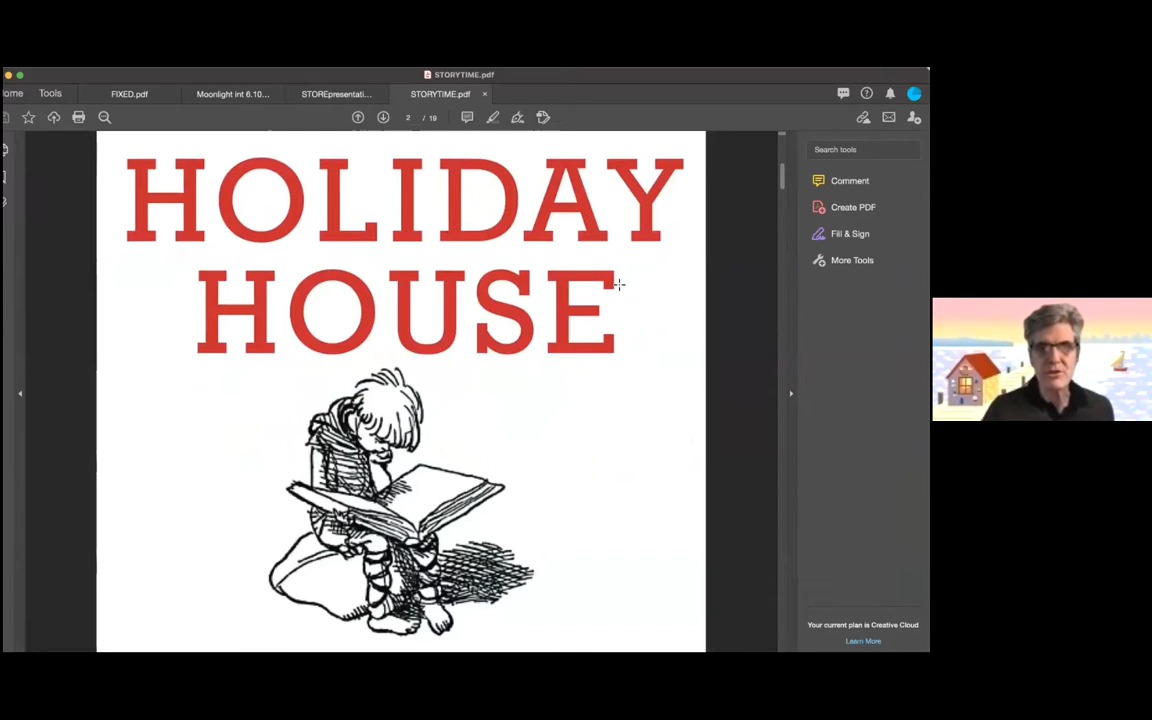 STORYTIME.pdf
ome Tools FIXED.pdf Moonlight int 6.10... STOREpresentati... STORYTIME.pdf ×
2 / 19
HOLIDAY
HOUSE
Search tools
Comment
Create PDF
Fill & Sign
More Tools
Your current plan is Creative Cloud
Learn More